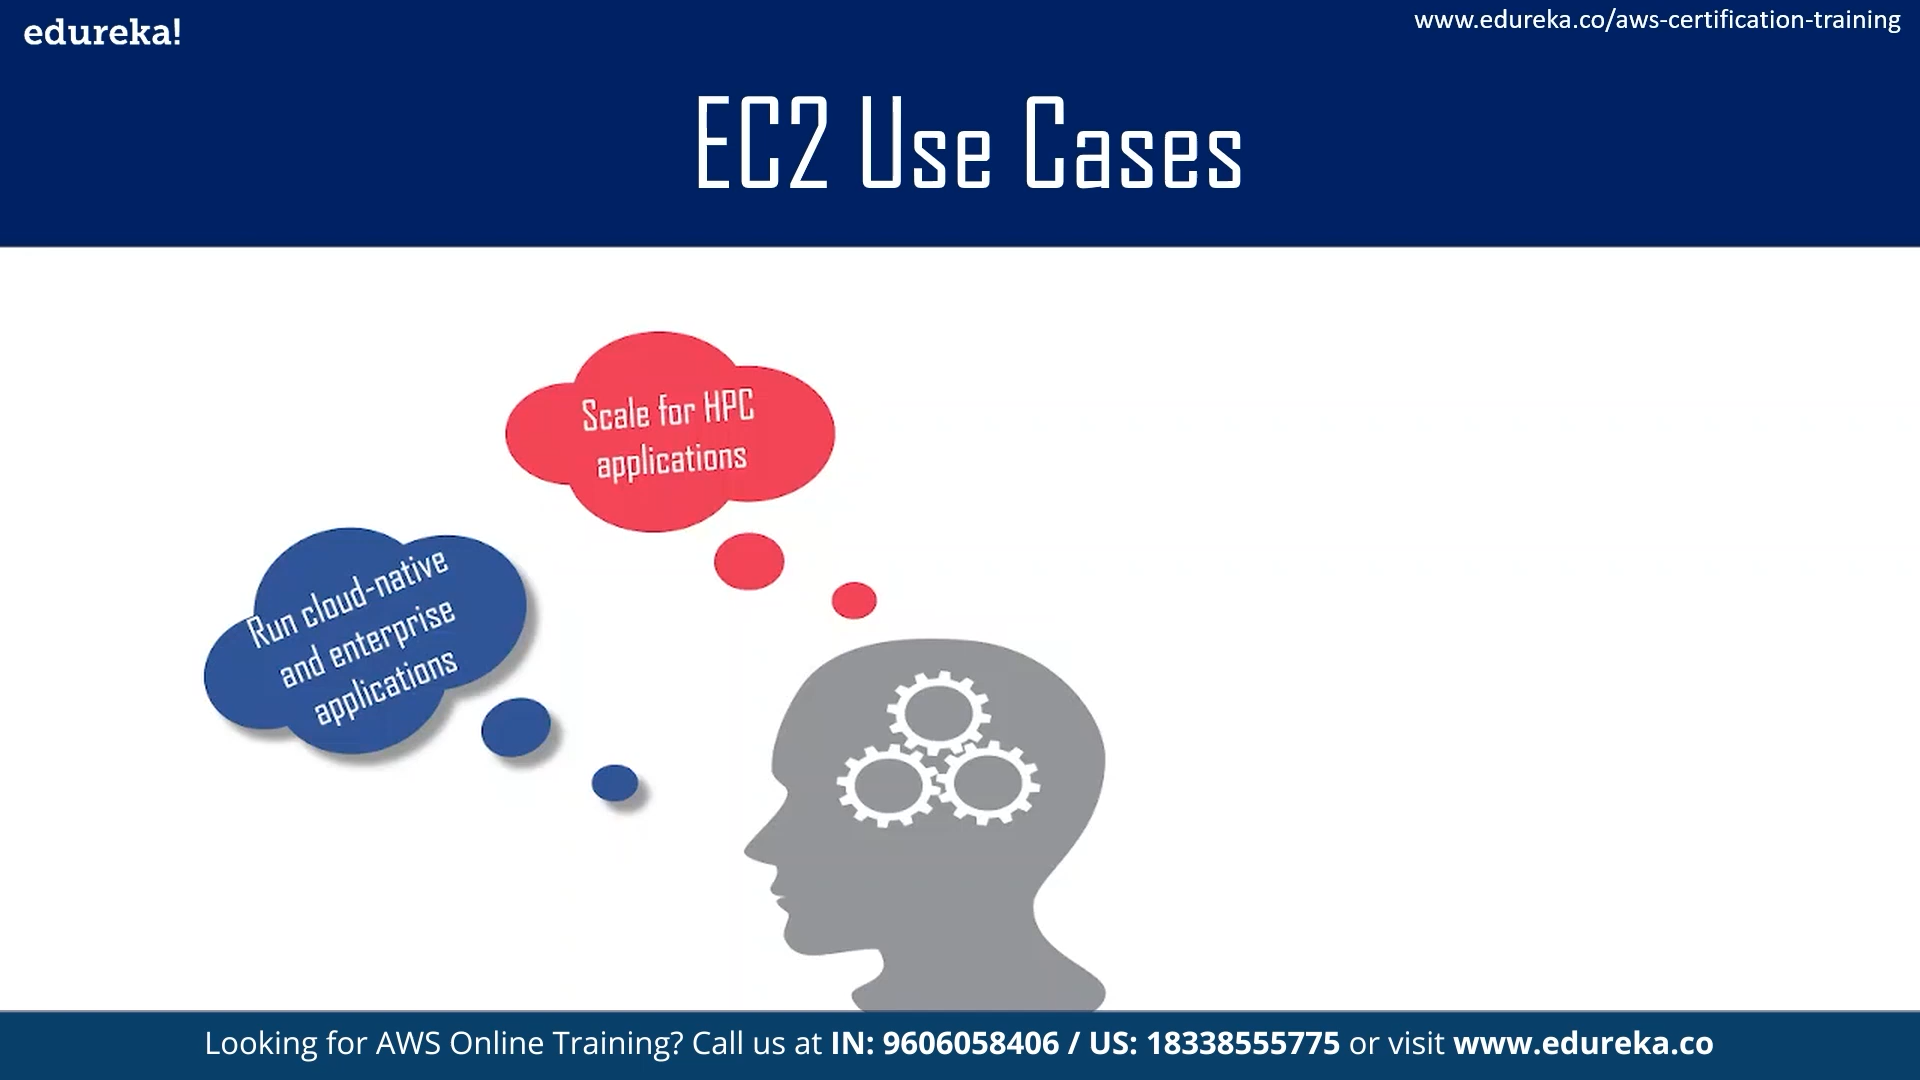 edureka!
www.edureka.co/aws-certification-training
EC2 Use Cases
Scale for HPC
applications
Run cloud-native
and enterprise
applications
Looking for AWS Online Training? Call us at IN: 9606058406 / US: 18338555775 or visit www.edureka.co